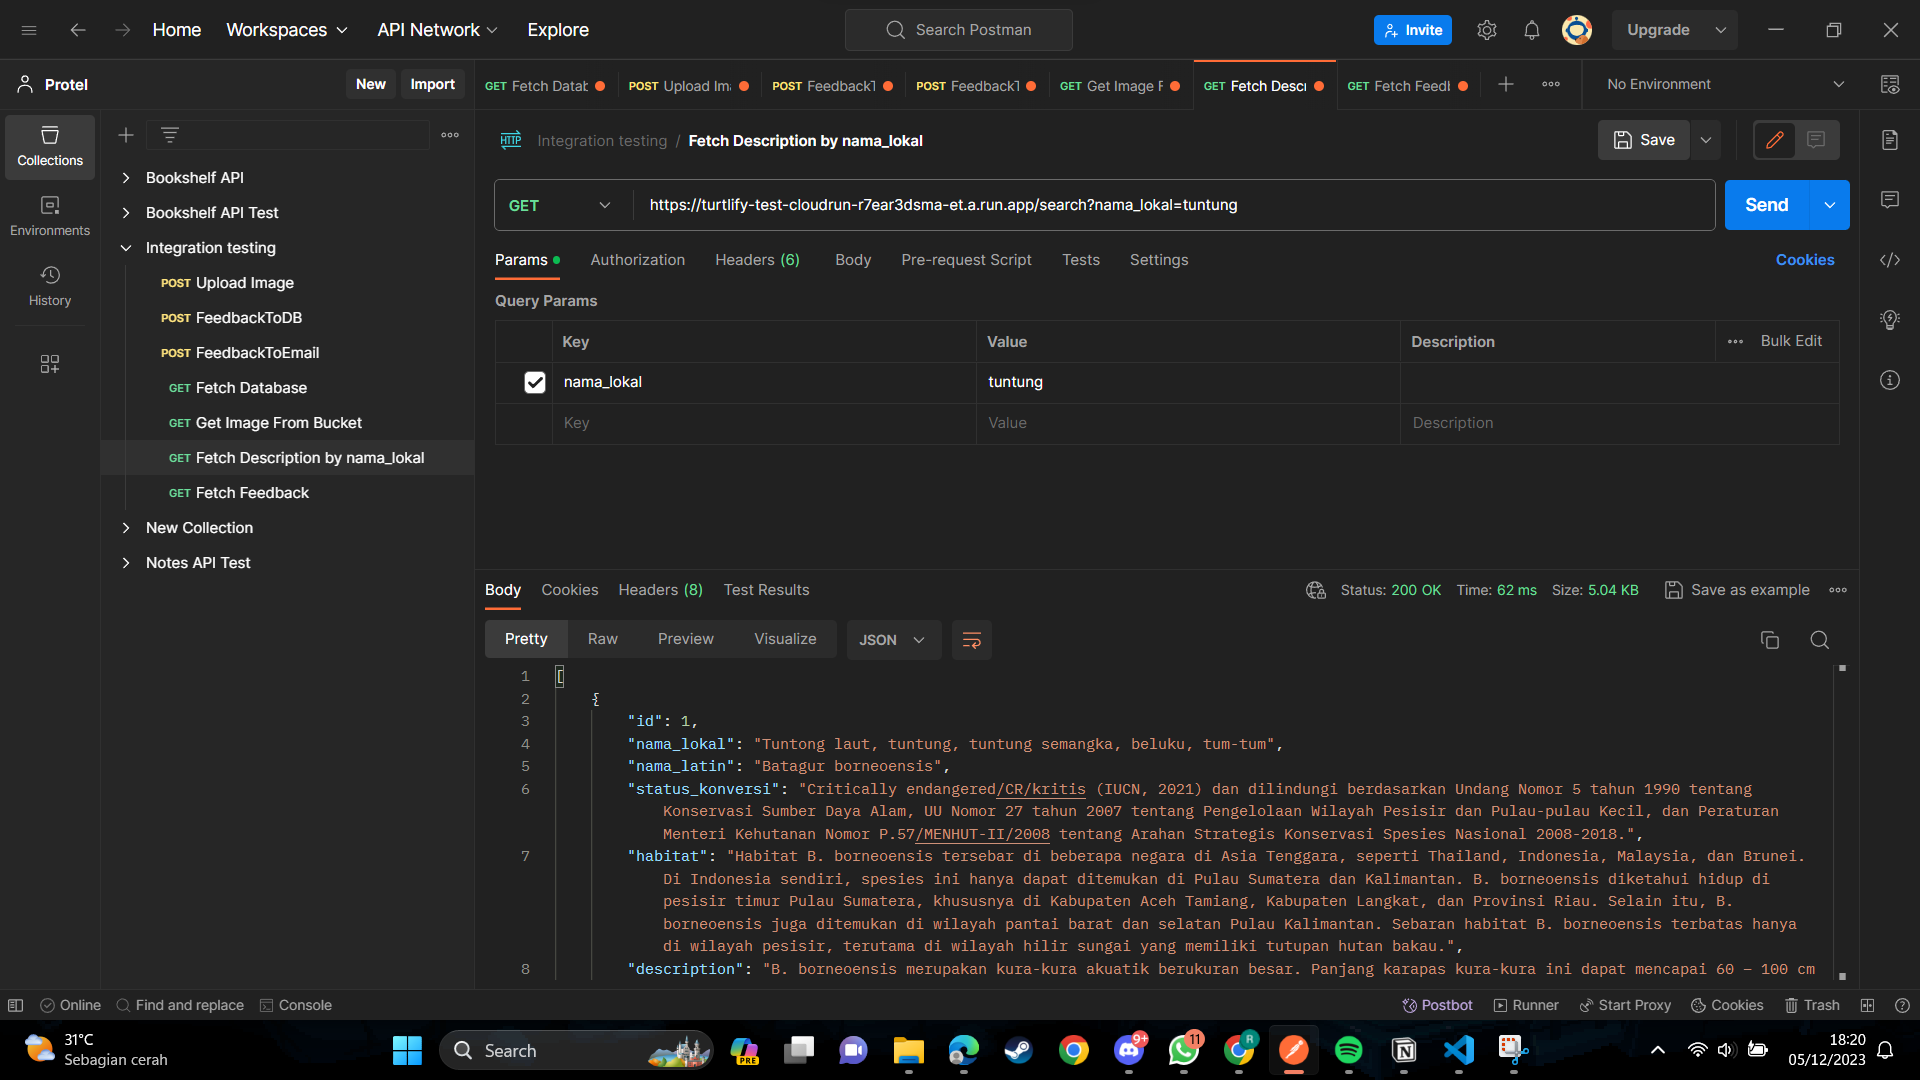 Home Workspaces API Network Explore
Search Postman
Invite
Upgrade
Protel
New Import
GET Fetch Datab
POST Upload Im
POST FeedbackT
POST FeedbackT
GET Get Image F
GET Fetch Descr
GET Fetch Feedb
No Environment
Collections
Environments
History
Bookshelf API
Bookshelf API Test
Integration testing
POST Upload Image
POST FeedbackToDB
POST FeedbackToEmail
GET Fetch Database
GET Get Image From Bucket
GET Fetch Description by nama_lokal
GET Fetch Feedback
New Collection
Notes API Test
HTTP Integration testing / Fetch Description by nama_lokal
Save
GET https://turtlify-test-cloudrun-r7ear3dsma-et.a.run.app/search?nama_lokal=tuntung
Send
Params Authorization Headers (6) Body Pre-request Script Tests Settings
Cookies
Query Params
Key Value Description Bulk Edit
nama_lokal tuntung
Key Value Description
Body Cookies Headers (8) Test Results
Status: 200 OK Time: 62 ms Size: 5.04 KB Save as example
Pretty Raw Preview Visualize JSON
1 [
2 {
3 "id": 1,
4 "nama_lokal": "Tuntong laut, tuntung, tuntung semangka, beluku, tum-tum",
5 "nama_latin": "Batagur borneoensis",
6 "status_konversi": "Critically endangered/CR/kritis (IUCN, 2021) dan dilindungi berdasarkan Undang Nomor 5 tahun 1990 tentang
Konservasi Sumber Daya Alam, UU Nomor 27 tahun 2007 tentang Pengelolaan Wilayah Pesisir dan Pulau-pulau Kecil, dan Peraturan
Menteri Kehutanan Nomor P.57/MENHUT-II/2008 tentang Arahan Strategis Konservasi Spesies Nasional 2008-2018.",
7 "habitat": "Habitat B. borneoensis tersebar di beberapa negara di Asia Tenggara, seperti Thailand, Indonesia, Malaysia, dan Brunei.
Di Indonesia sendiri, spesies ini hanya dapat ditemukan di Pulau Sumatera dan Kalimantan. B. borneoensis diketahui hidup di
pesisir timur Pulau Sumatera, khususnya di Kabupaten Aceh Tamiang, Kabupaten Langkat, dan Provinsi Riau. Selain itu, B.
borneoensis juga ditemukan di wilayah pantai barat dan selatan Pulau Kalimantan. Sebaran habitat B. borneoensis terbatas hanya
di wilayah pesisir, terutama di wilayah hilir sungai yang memiliki tutupan hutan bakau.",
8 "description": "B. borneoensis merupakan kura-kura akuatik berukuran besar. Panjang karapas kura-kura ini dapat mencapai 60 – 100 cm
Online Find and replace Console
Postbot Runner Start Proxy Cookies Trash
31°C
Sebagian cerah
Search
PRE
9+
11
R
18:20
05/12/2023